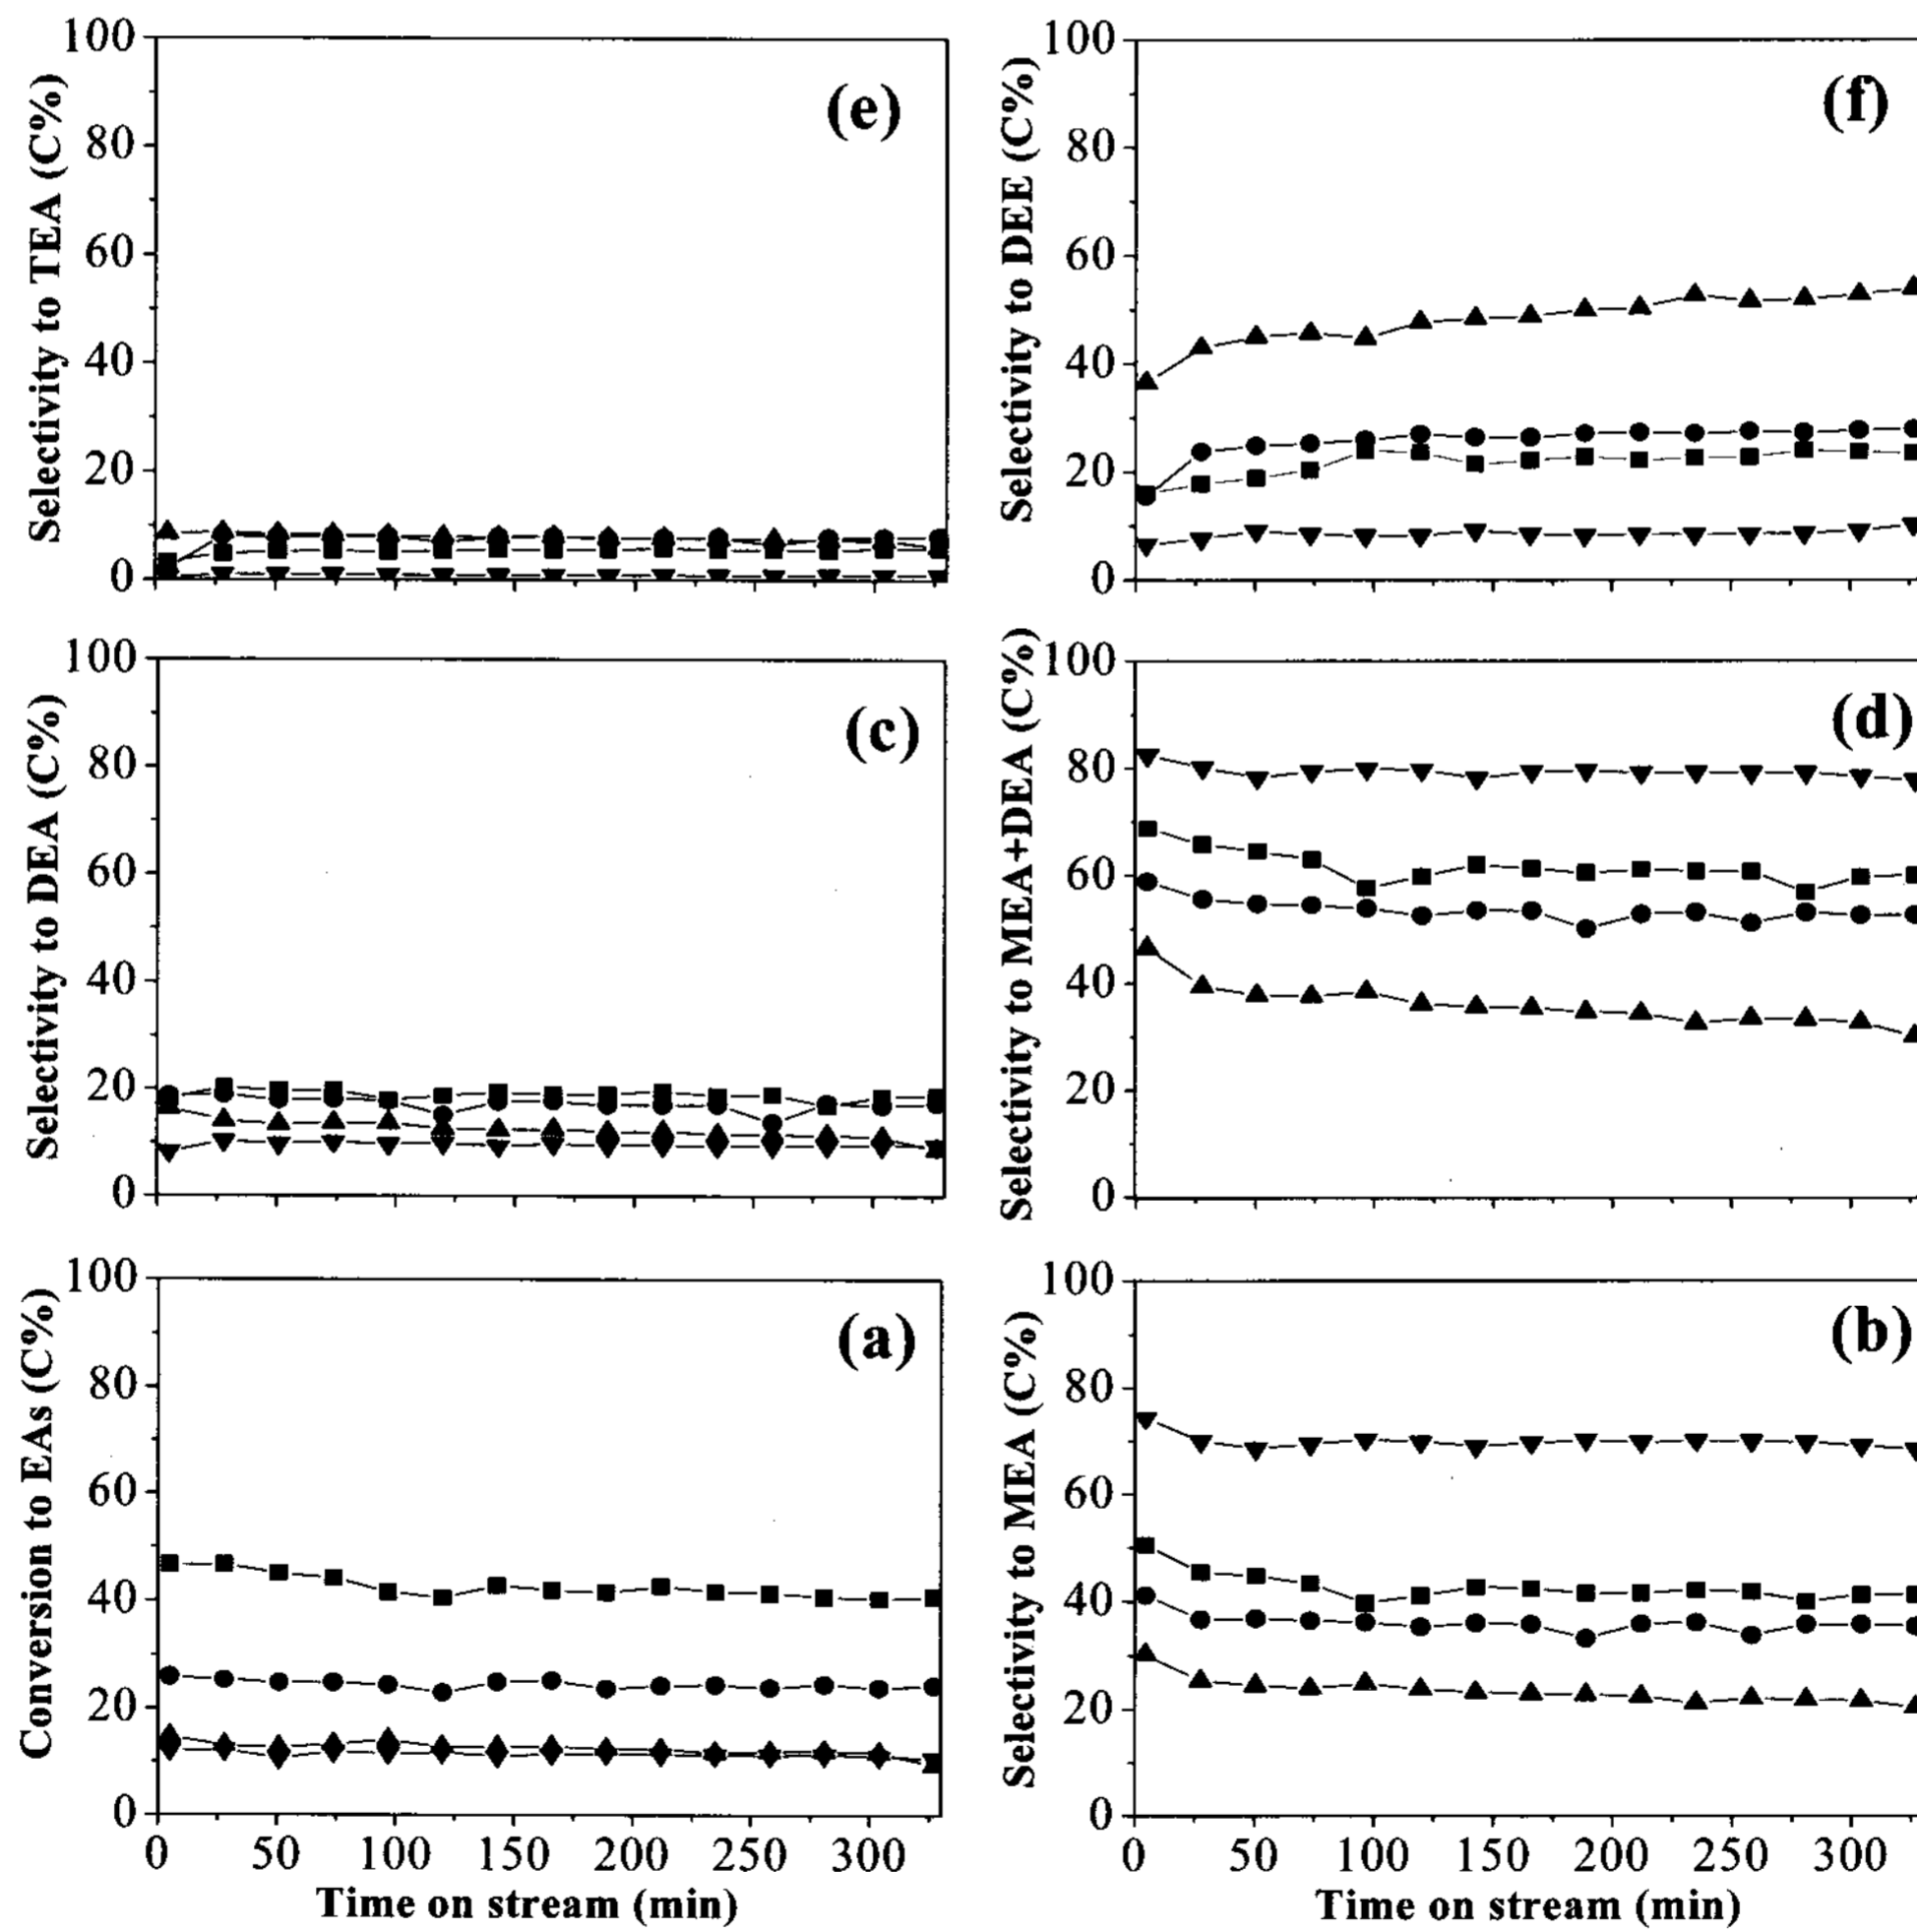 Selectivity to TEA (C%)
100
80
60
40
20
0
(e)
Selectivity to DEE (C%)
100
80
60
40
20
0
(f)
Selectivity to DEA (C%)
100
80
60
40
20
0
(c)
Selectivity to MEA+DEA (C%)
100
80
60
40
20
0
(d)
Conversion to EAs (C%)
100
80
60
40
20
0
(a)
0 50 100 150 200 250 300
Time on stream (min)
Selectivity to MEA (C%)
100
80
60
40
20
0
(b)
0 50 100 150 200 250 300
Time on stream (min)